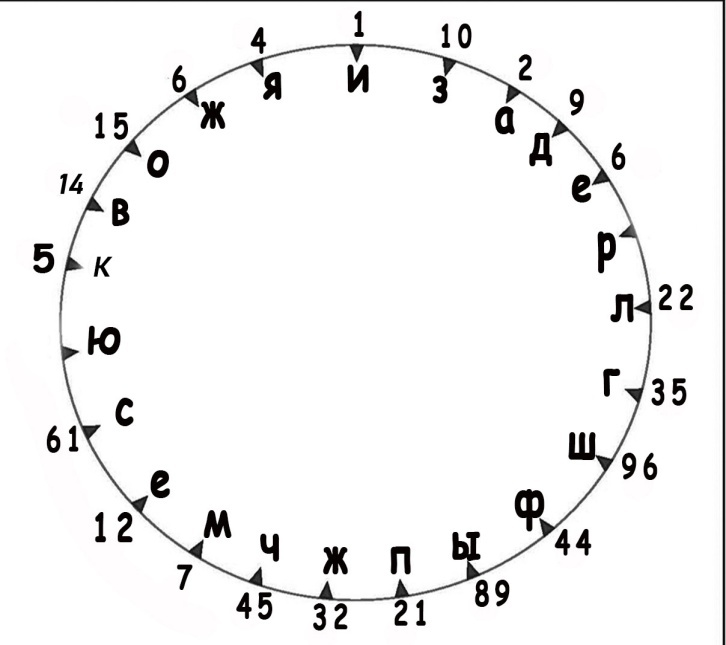 1 и
10 з
2 а
9 д
6 е
р
22 л
35 г
96 ш
44 ф
89 ы
21 п
32 ж
45 ч
7 м
12 е
61 с
ю
5 к
14 в
15 о
6 ж
4 я